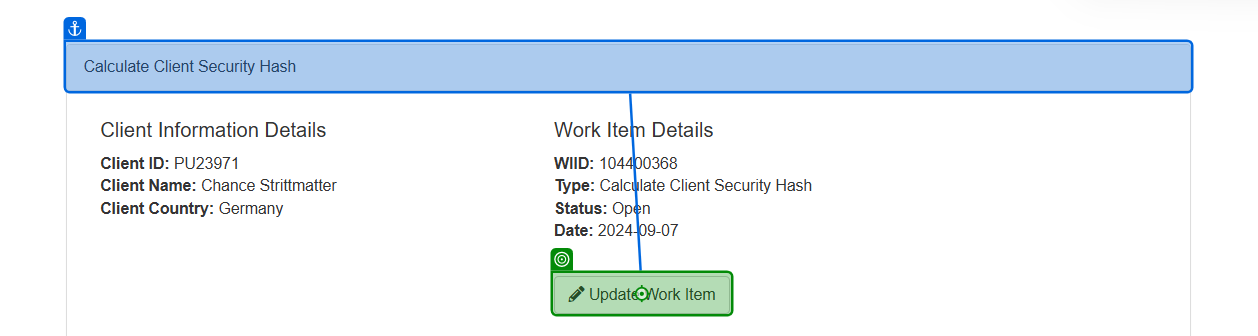 Calculate Client Security Hash
Client Information Details
Client ID: PU23971
Client Name: Chance Strittmatter
Client Country: Germany
Work Item Details
WIID: 104400368
Type: Calculate Client Security Hash
Status: Open
Date: 2024-09-07
Update Work Item